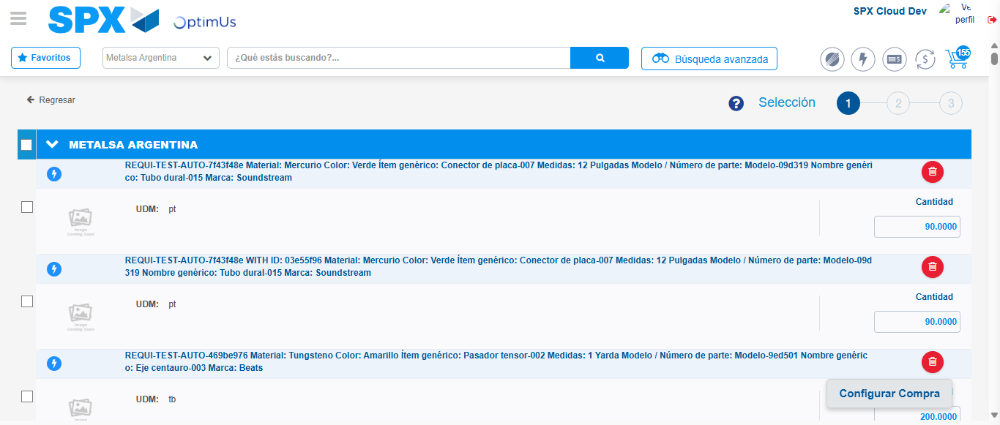 SPX OptimUs
SPX Cloud Dev
Ve
perfil
Favoritos
Metalsa Argentina
¿Qué estás buscando?...
Búsqueda avanzada
155
Regresar
? Selección 1 2 3
METALSA ARGENTINA
REQUI-TEST-AUTO-7f43f48e Material: Mercurio Color: Verde Ítem genérico: Conector de placa-007 Medidas: 12 Pulgadas Modelo / Número de parte: Modelo-09d319 Nombre genéri
co: Tubo dural-015 Marca: Soundstream
Cantidad
UDM: pt
Image
Coming Soon
90.0000
REQUI-TEST-AUTO-7f43f48e WITH ID: 03e55f96 Material: Mercurio Color: Verde Ítem genérico: Conector de placa-007 Medidas: 12 Pulgadas Modelo / Número de parte: Modelo-09d
319 Nombre genérico: Tubo dural-015 Marca: Soundstream
Cantidad
UDM: pt
Image
Coming Soon
90.0000
REQUI-TEST-AUTO-469be976 Material: Tungsteno Color: Amarillo Ítem genérico: Pasador tensor-002 Medidas: 1 Yarda Modelo / Número de parte: Modelo-9ed501 Nombre genéric
o: Eje centauro-003 Marca: Beats
Configurar Compra
UDM: tb
Image
200.0000